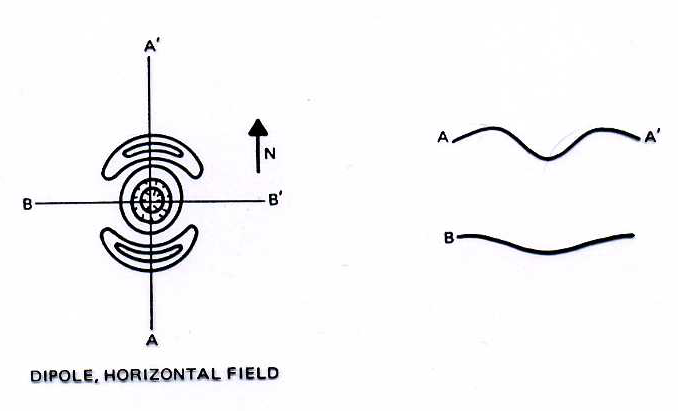 A'
N
B B'
A
A A'
B
DIPOLE, HORIZONTAL FIELD